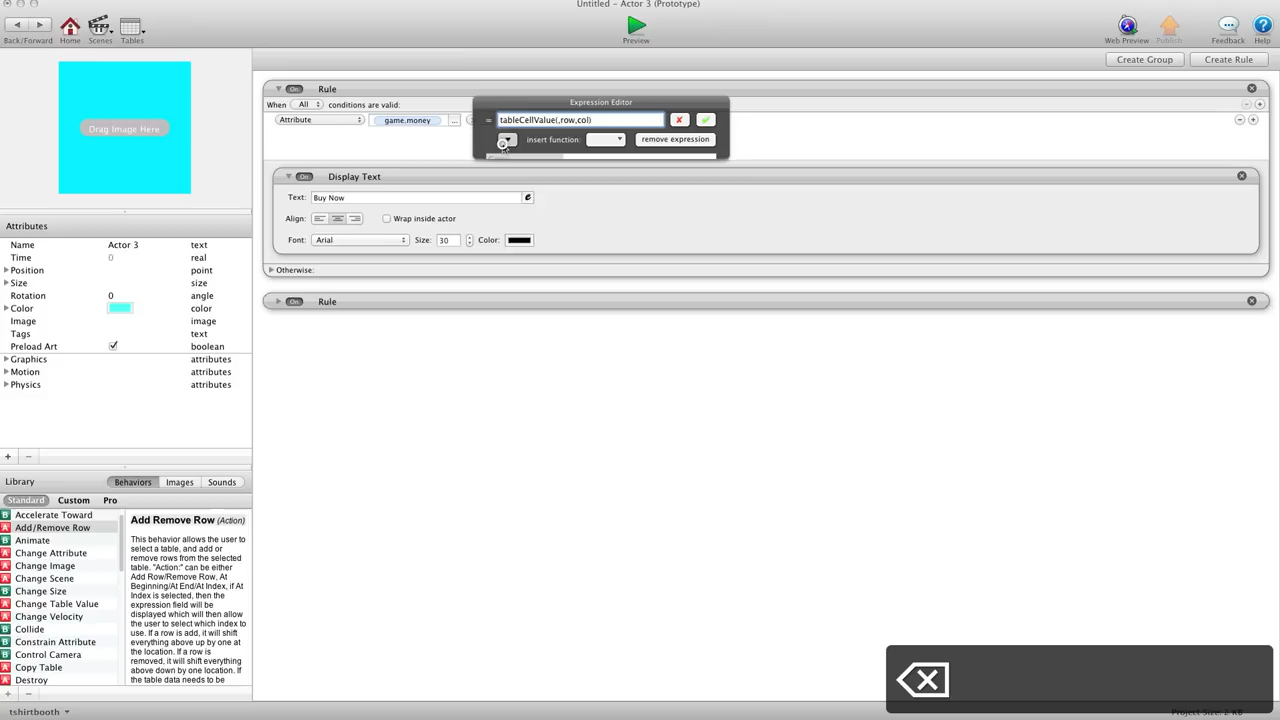 Untitled - Actor 3 (Prototype)
Back/Forward
Home
Scenes
Tables
Preview
Web Preview
Publish
Feedback
Help
Create Group
Create Rule
Drag Image Here
On Rule
When All conditions are valid:
Attribute game.money ...
Expression Editor
= tableCellValue(,row,col)
insert function: remove expression
On Display Text
Text: Buy Now e
Align: Wrap inside actor
Font: Arial Size: 30 Color:
Otherwise:
On Rule
Attributes
Name Actor 3 text
Time 0 real
Position point
Size size
Rotation 0 angle
Color color
Image image
Tags text
Preload Art boolean
Graphics attributes
Motion attributes
Physics attributes
+ −
Library Behaviors Images Sounds
Standard Custom Pro
B Accelerate Toward
A Add/Remove Row
B Animate
A Change Attribute
A Change Image
A Change Scene
B Change Size
A Change Table Value
A Change Velocity
B Collide
B Constrain Attribute
B Control Camera
A Copy Table
A Destroy
Add Remove Row (Action)
This behavior allows the user to
select a table, and add or
remove rows from the selected
table. "Action:" can be either
Add Row/Remove Row, At
Beginning/At End/At Index, if At
Index is selected, then the
expression field will be
displayed which will then allow
the user to select which index to
use. If a row is add, it will shift
everything above up by one at
the location. If a row is
removed, it will shift everything
above down by one location. If
the table data needs to be
+ −
tshirtbooth
Project Size: 2 KB